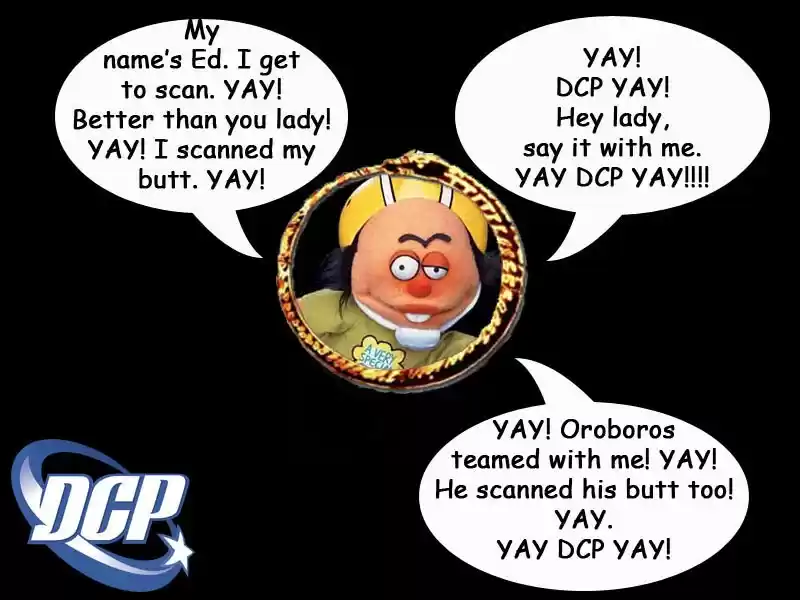 My
name's Ed. I get
to scan. YAY!
Better than you lady!
YAY! I scanned my
butt. YAY!
YAY!
DCP YAY!
Hey lady,
say it with me.
YAY DCP YAY!!!!
A VERY
SPECIAL
YAY! Oroboros
teamed with me! YAY!
He scanned his butt too!
YAY.
YAY DCP YAY!
DCP